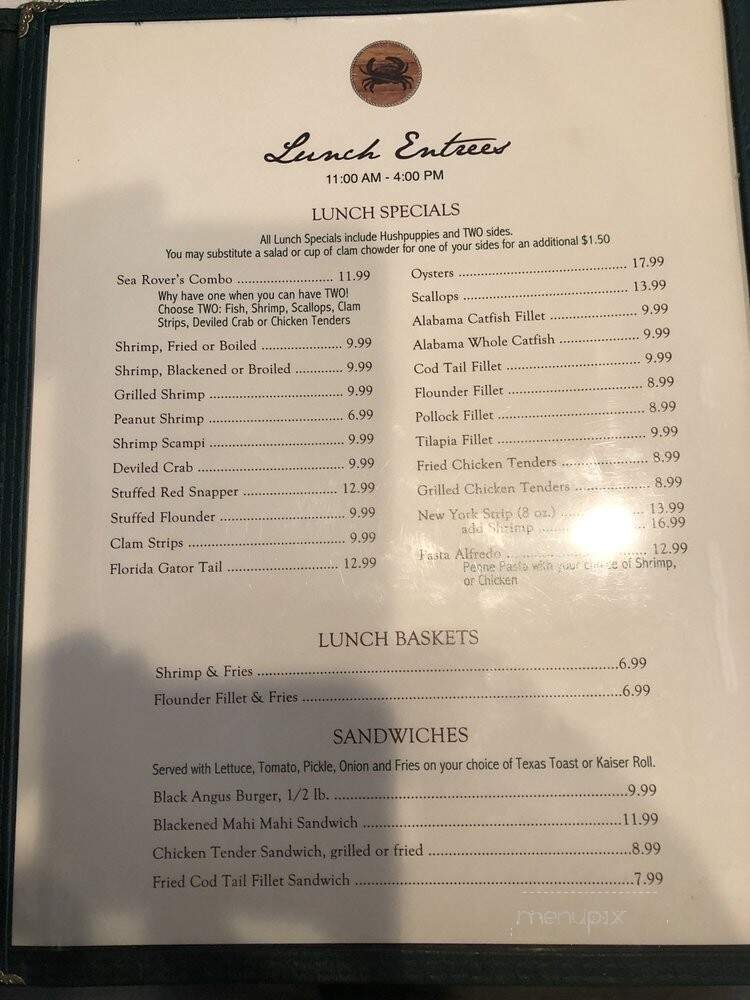 Lunch Entrees
11:00 AM - 4:00 PM
LUNCH SPECIALS
All Lunch Specials include Hushpuppies and TWO sides.
You may substitute a salad or cup of clam chowder for one of your sides for an additional $1.50
Sea Rover's Combo ........................ 11.99
Why have one when you can have TWO!
Choose TWO: Fish, Shrimp, Scallops, Clam
Strips, Deviled Crab or Chicken Tenders
Shrimp, Fried or Boiled .................... 9.99
Shrimp, Blackened or Broiled ............ 9.99
Grilled Shrimp ................................. 9.99
Peanut Shrimp ................................. 6.99
Shrimp Scampi ................................. 9.99
Deviled Crab .................................... 9.99
Stuffed Red Snapper ....................... 12.99
Stuffed Flounder .............................. 9.99
Clam Strips ...................................... 9.99
Florida Gator Tail ........................... 12.99
Oysters .......................................... 17.99
Scallops ......................................... 13.99
Alabama Catfish Fillet ...................... 9.99
Alabama Whole Catfish .................... 9.99
Cod Tail Fillet .................................. 9.99
Flounder Fillet ................................. 8.99
Pollock Fillet .................................... 8.99
Tilapia Fillet ..................................... 9.99
Fried Chicken Tenders ...................... 8.99
Grilled Chicken Tenders ................... 8.99
New York Strip (8 oz.) .................... 13.99
add Shrimp ........................... 16.99
Pasta Alfredo ................................. 12.99
Penne Pasta with your choice of Shrimp,
or Chicken
LUNCH BASKETS
Shrimp & Fries ..........................................................................6.99
Flounder Fillet & Fries ................................................................6.99
SANDWICHES
Served with Lettuce, Tomato, Pickle, Onion and Fries on your choice of Texas Toast or Kaiser Roll.
Black Angus Burger, 1/2 lb. ..........................................................9.99
Blackened Mahi Mahi Sandwich ..................................................11.99
Chicken Tender Sandwich, grilled or fried ......................................8.99
Fried Cod Tail Fillet Sandwich .....................................................7.99
menupix